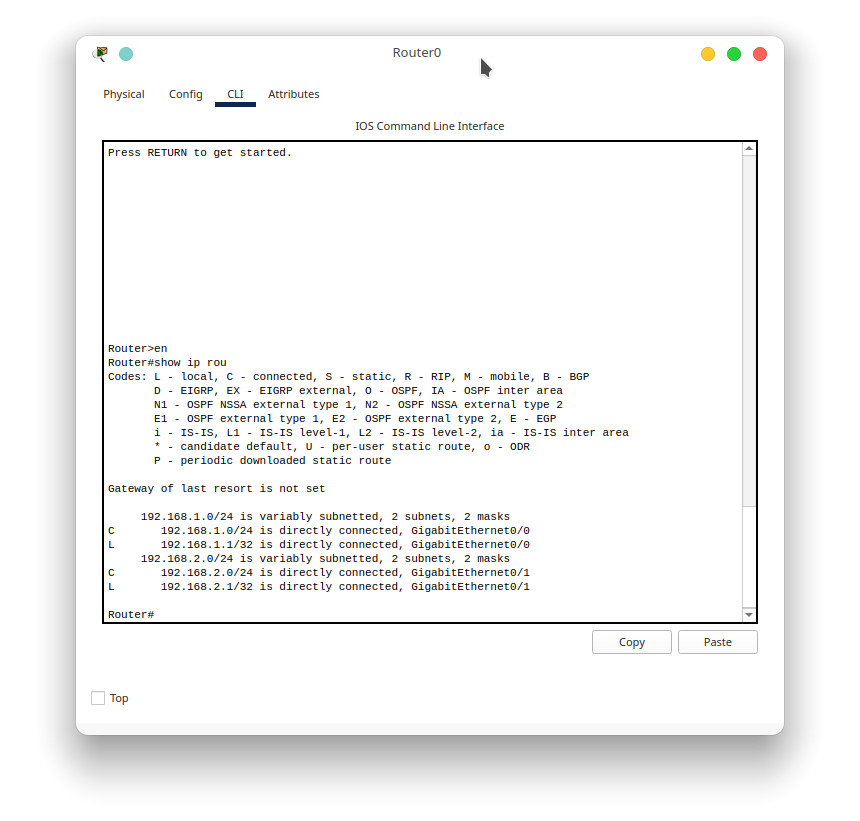 Router0
Physical Config CLI Attributes
IOS Command Line Interface
Press RETURN to get started.
Router>en
Router#show ip rou
Codes: L - local, C - connected, S - static, R - RIP, M - mobile, B - BGP
       D - EIGRP, EX - EIGRP external, O - OSPF, IA - OSPF inter area
       N1 - OSPF NSSA external type 1, N2 - OSPF NSSA external type 2
       E1 - OSPF external type 1, E2 - OSPF external type 2, E - EGP
       i - IS-IS, L1 - IS-IS level-1, L2 - IS-IS level-2, ia - IS-IS inter area
       * - candidate default, U - per-user static route, o - ODR
       P - periodic downloaded static route
Gateway of last resort is not set
     192.168.1.0/24 is variably subnetted, 2 subnets, 2 masks
C       192.168.1.0/24 is directly connected, GigabitEthernet0/0
L       192.168.1.1/32 is directly connected, GigabitEthernet0/0
     192.168.2.0/24 is variably subnetted, 2 subnets, 2 masks
C       192.168.2.0/24 is directly connected, GigabitEthernet0/1
L       192.168.2.1/32 is directly connected, GigabitEthernet0/1
Router#
Copy Paste
Top